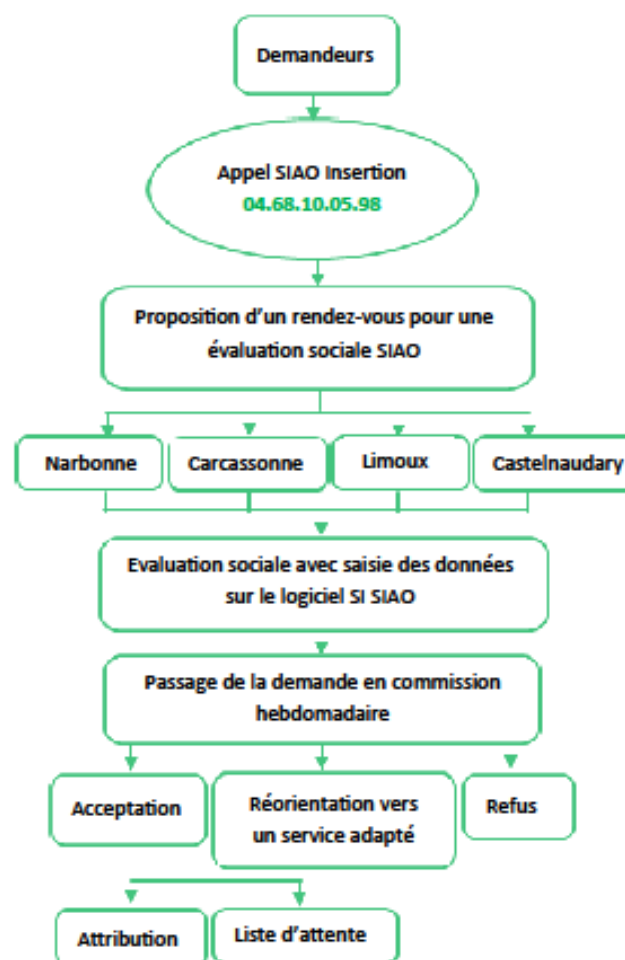 Demandeurs
Appel SIAO Insertion
04.68.10.05.98
Proposition d'un rendez-vous pour une
évaluation sociale SIAO
Narbonne
Carcassonne
Limoux
Castelnaudary
Evaluation sociale avec saisie des données
sur le logiciel SI SIAO
Passage de la demande en commission
hebdomadaire
Acceptation
Réorientation vers
un service adapté
Refus
Attribution
Liste d'attente